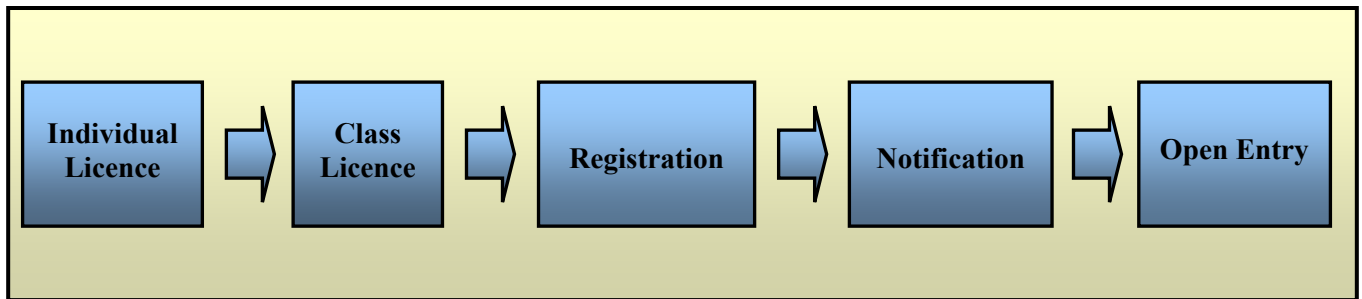 Individual
Licence
Class
Licence
Registration
Notification
Open Entry